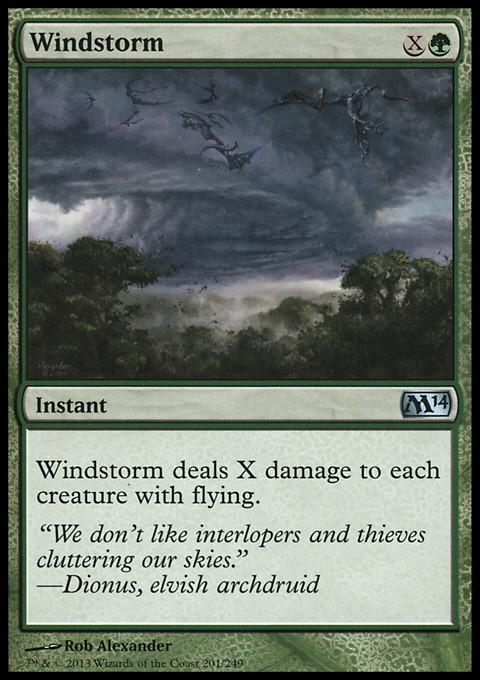 Windstorm X
Instant M14
Windstorm deals X damage to each
creature with flying.
“We don’t like interlopers and thieves
cluttering our skies.”
—Dionus, elvish archdruid
Rob Alexander
™ & © 2013 Wizards of the Coast 201/249